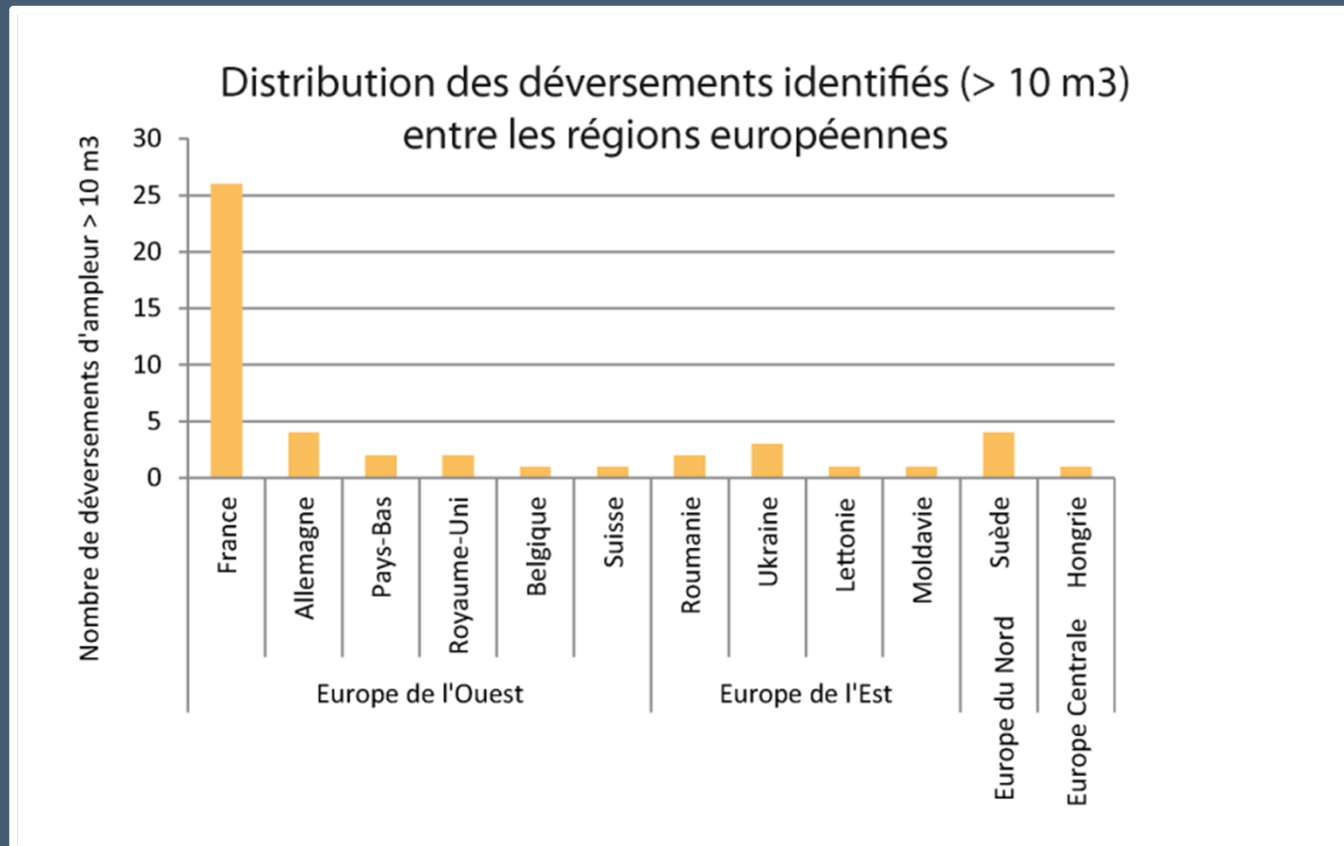 Distribution des déversements identifiés (> 10 m3)
entre les régions européennes
Nombre de déversements d'ampleur > 10 m3
30
25
20
15
10
5
0
France
Allemagne
Pays-Bas
Royaume-Uni
Belgique
Suisse
Roumanie
Ukraine
Lettonie
Moldavie
Suède
Hongrie
Europe de l'Ouest
Europe de l'Est
Europe du Nord
Europe Centrale